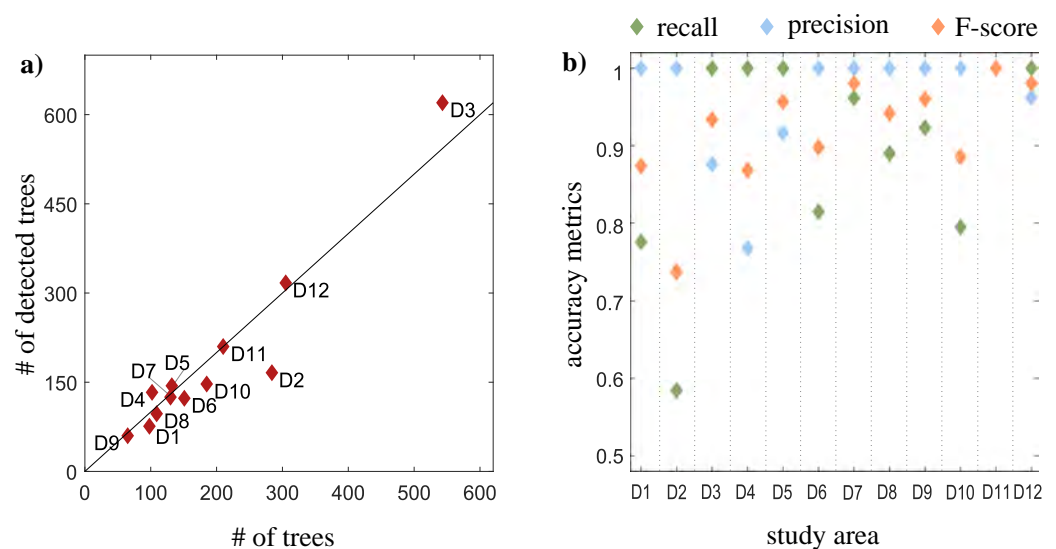 a)
# of detected trees
600
450
300
150
0
D3
D12
D11
D2
D5
D7
D10
D4
D6
D8
D9
D1
0 100 200 300 400 500 600
# of trees
recall precision F-score
b)
accuracy metrics
1
0.9
0.8
0.7
0.6
0.5
D1 D2 D3 D4 D5 D6 D7 D8 D9 D10 D11 D12
study area